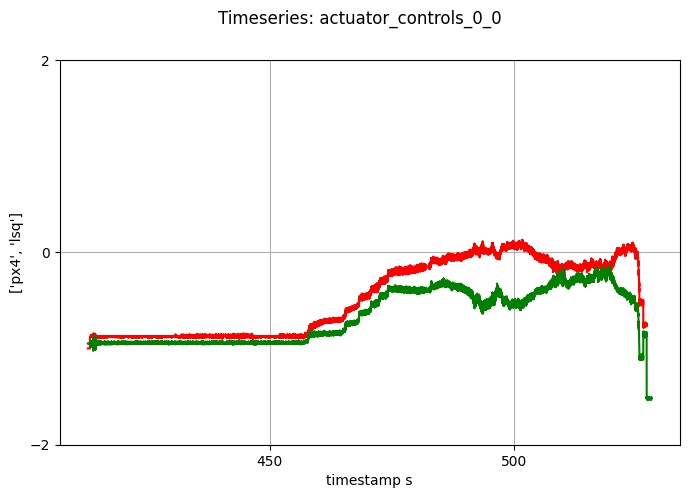 Timeseries: actuator_controls_0_0
2
0
−2
['px4', 'lsq']
450
500
timestamp s